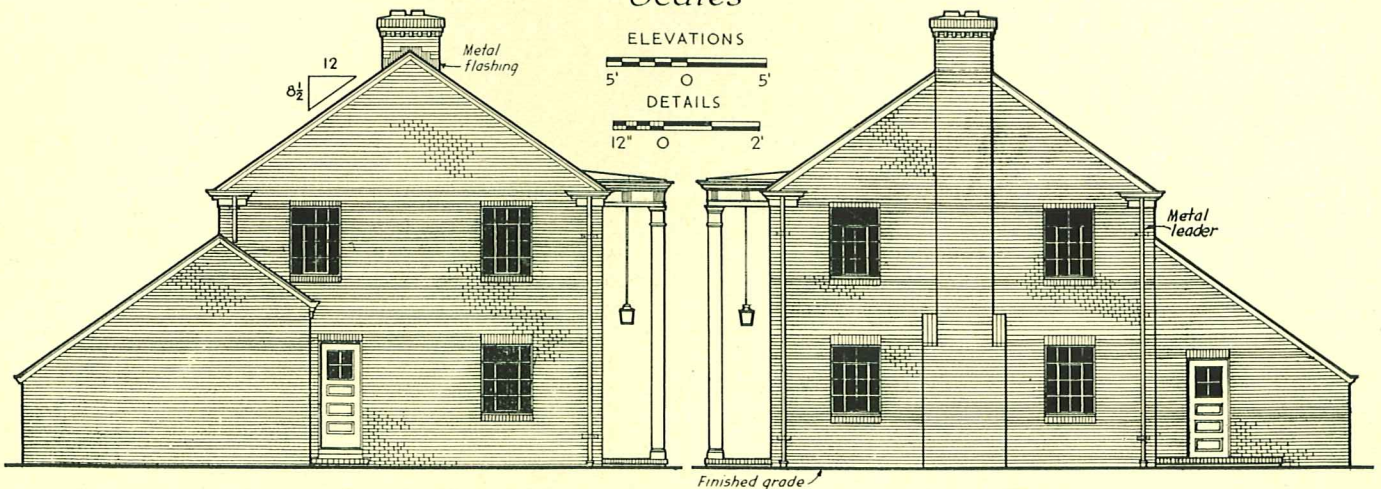 Scales
ELEVATIONS
5' 0 5'
DETAILS
12" 0 2'
12
8½
Metal
flashing
Metal
leader
Finished grade